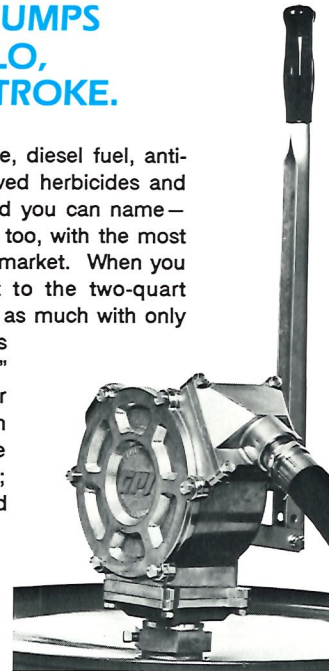 UMPS
LO,
TROKE.
e, diesel fuel, anti-
ved herbicides and
d you can name—
too, with the most
market. When you
t to the two-quart
as much with only
s
"
r
n
e
;
d
GPI